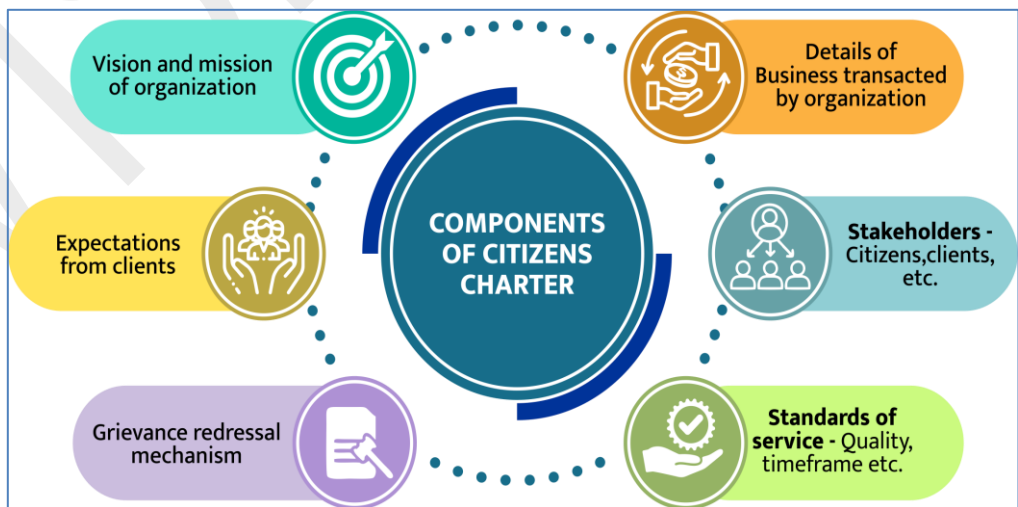 Vision and mission
of organization
Details of
Business transacted
by organization
COMPONENTS
OF CITIZENS
CHARTER
Expectations
from clients
Stakeholders -
Citizens,clients,
etc.
Grievance redressal
mechanism
Standards of
service - Quality,
timeframe etc.